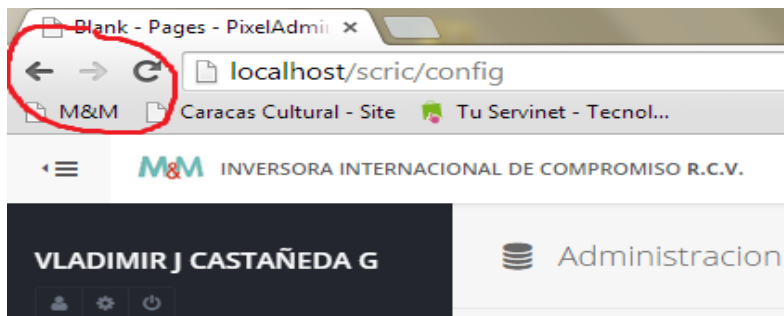 Blank - Pages - PixelAdmi
localhost/scric/config
M&M Caracas Cultural - Site Tu Servinet - Tecnol...
M&M INVERSORA INTERNACIONAL DE COMPROMISO R.C.V.
VLADIMIR J CASTAÑEDA G
Administracion